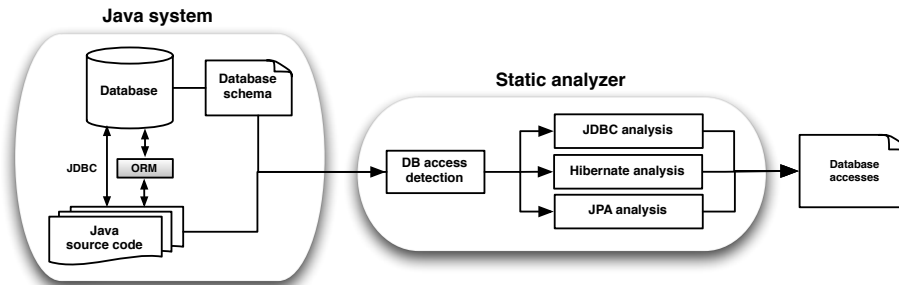 Java system
Database
Database
schema
JDBC
ORM
Java
source code
Static analyzer
DB access
detection
JDBC analysis
Hibernate analysis
JPA analysis
Database
accesses